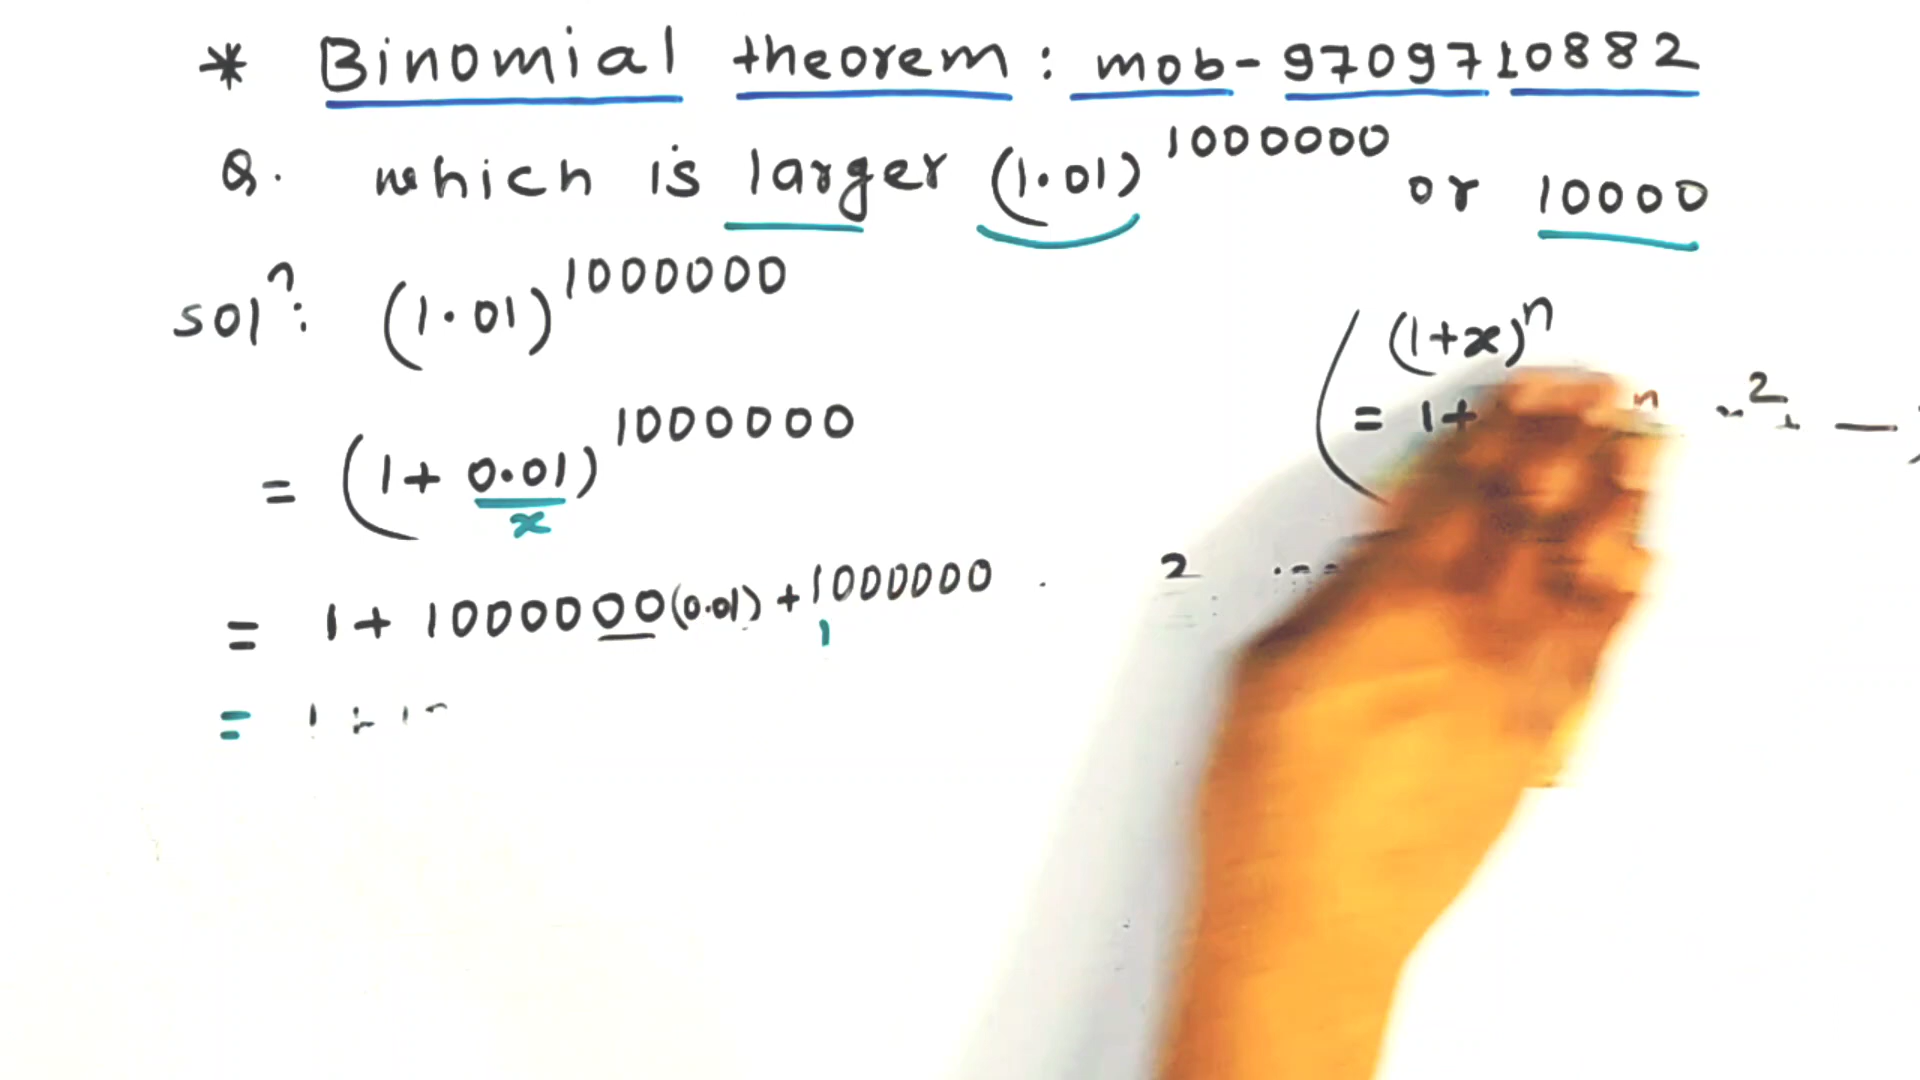 * Binomial theorem : mob-9709710882
Q. which is larger (1.01)^1000000 or 10000
solⁿ: (1.01)^1000000
(1+x)^n
= (1+ 0.01)^1000000
x
= 1+
= 1+ 1000000(0.01) + 1000000
=